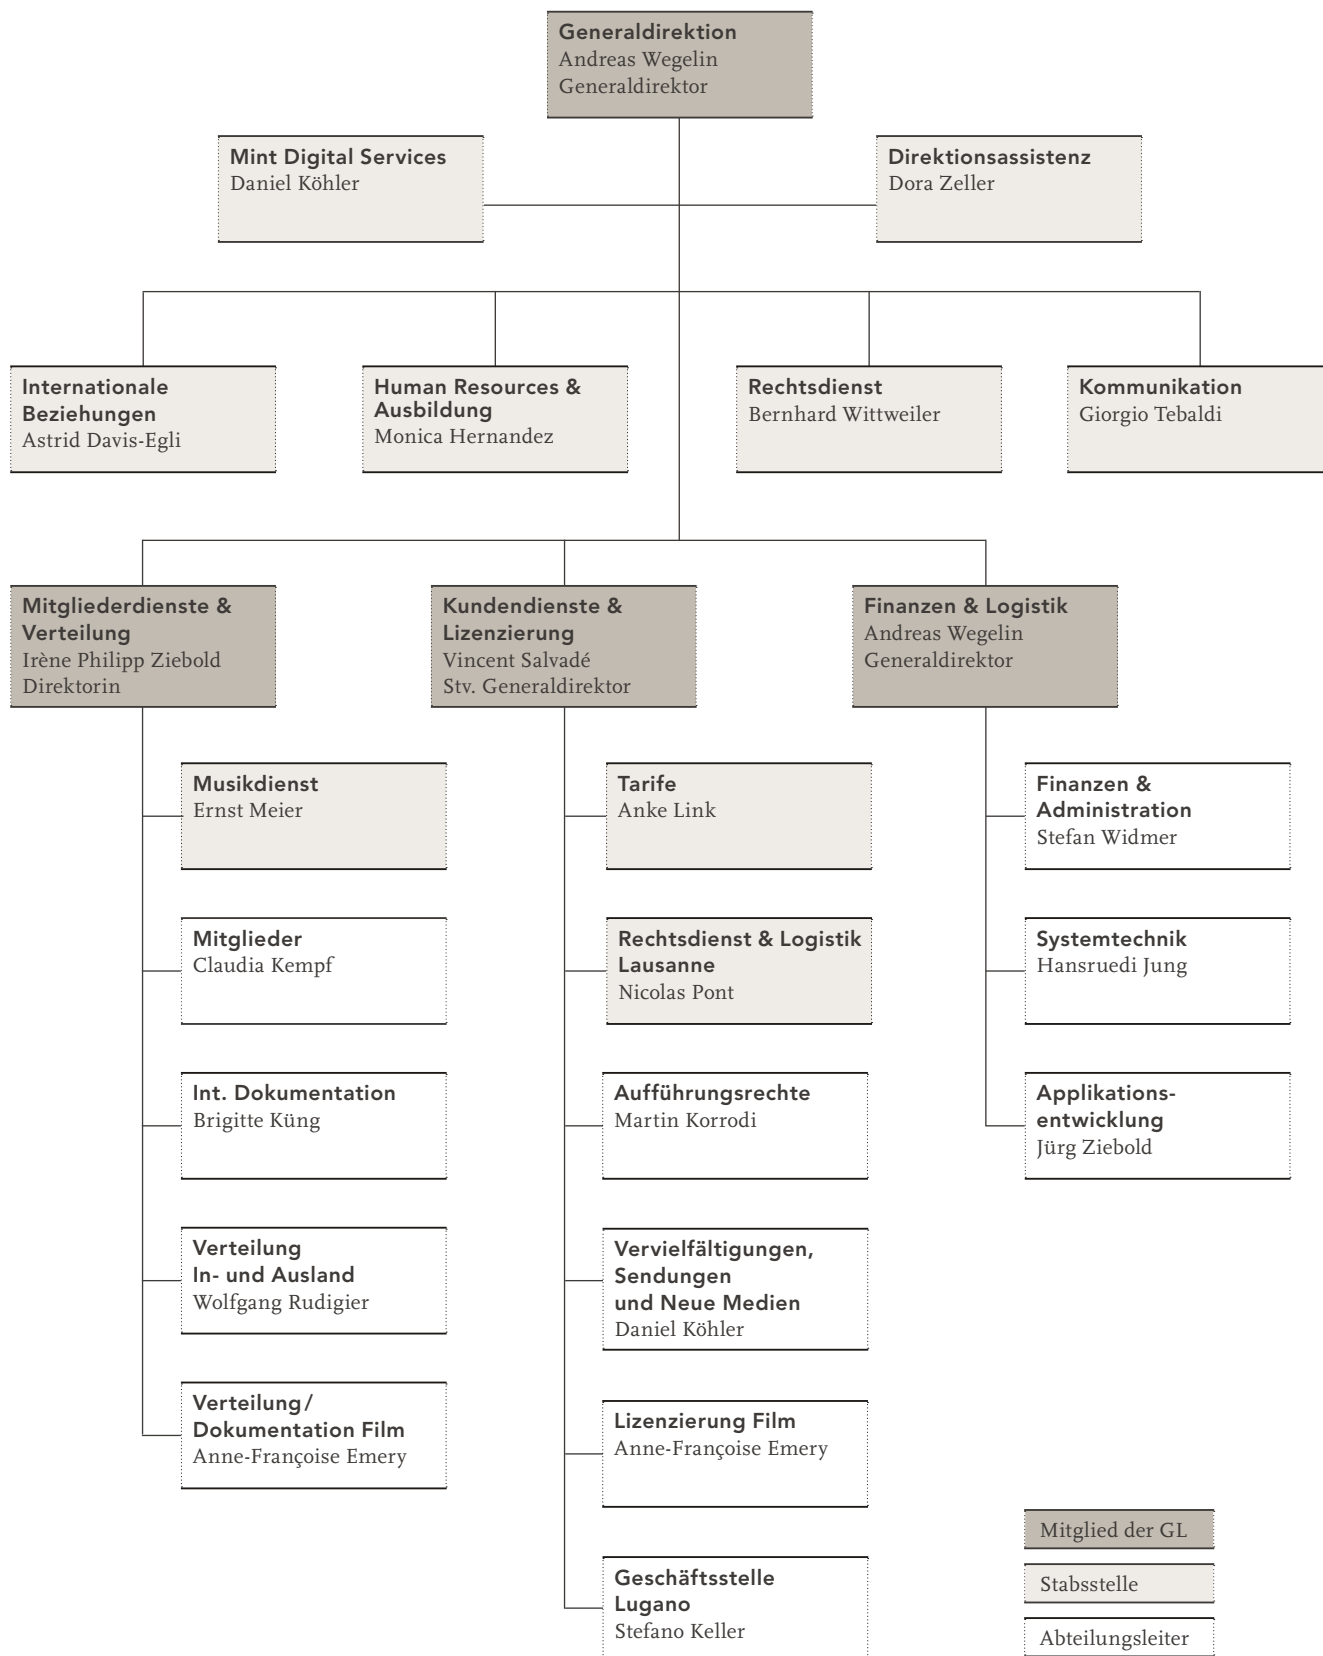 Generaldirektion
Andreas Wegelin
Generaldirektor
Mint Digital Services
Daniel Köhler
Direktionsassistenz
Dora Zeller
Internationale
Beziehungen
Astrid Davis-Egli
Human Resources &
Ausbildung
Monica Hernandez
Rechtsdienst
Bernhard Wittweiler
Kommunikation
Giorgio Tebaldi
Mitgliederdienste &
Verteilung
Irène Philipp Ziebold
Direktorin
Kundendienste &
Lizenzierung
Vincent Salvadé
Stv. Generaldirektor
Finanzen & Logistik
Andreas Wegelin
Generaldirektor
Musikdienst
Ernst Meier
Mitglieder
Claudia Kempf
Int. Dokumentation
Brigitte Küng
Verteilung
In- und Ausland
Wolfgang Rudigier
Verteilung/
Dokumentation Film
Anne-Françoise Emery
Tarife
Anke Link
Rechtsdienst & Logistik
Lausanne
Nicolas Pont
Aufführungsrechte
Martin Korrodi
Vervielfältigungen,
Sendungen
und Neue Medien
Daniel Köhler
Lizenzierung Film
Anne-Françoise Emery
Geschäftsstelle
Lugano
Stefano Keller
Finanzen &
Administration
Stefan Widmer
Systemtechnik
Hansruedi Jung
Applikations-
entwicklung
Jürg Ziebold
Mitglied der GL
Stabsstelle
Abteilungsleiter